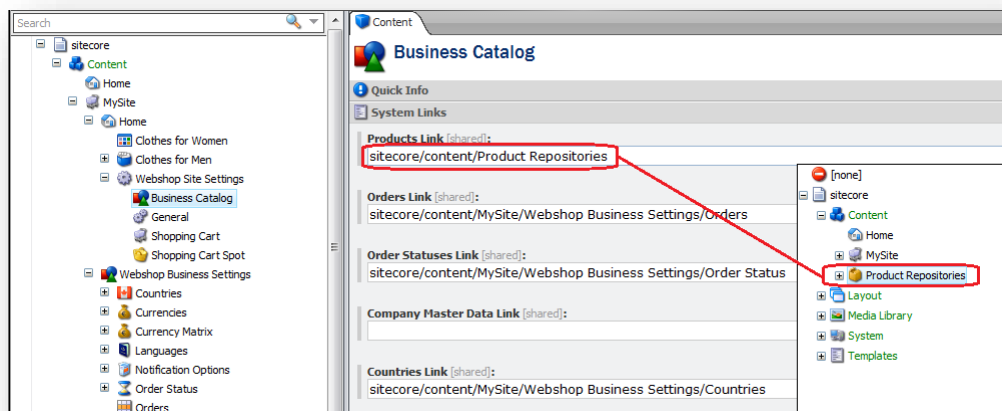 Search
sitecore
Content
Home
MySite
Home
Clothes for Women
Clothes for Men
Webshop Site Settings
Business Catalog
General
Shopping Cart
Shopping Cart Spot
Webshop Business Settings
Countries
Currencies
Currency Matrix
Languages
Notification Options
Order Status
Orders
Content
Business Catalog
Quick Info
System Links
Products Link [shared]:
sitecore/content/Product Repositories
Orders Link [shared]:
sitecore/content/MySite/Webshop Business Settings/Orders
Order Statuses Link [shared]:
sitecore/content/MySite/Webshop Business Settings/Order Status
Company Master Data Link [shared]:
Countries Link [shared]:
sitecore/content/MySite/Webshop Business Settings/Countries
[none]
sitecore
Content
Home
MySite
Product Repositories
Layout
Media Library
System
Templates